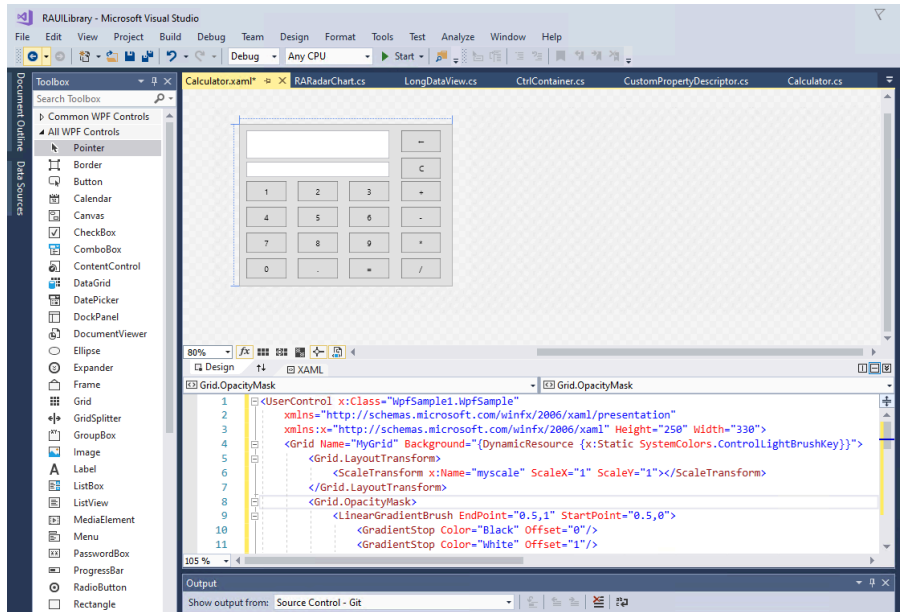 RAUILibrary - Microsoft Visual Studio
File Edit View Project Build Debug Team Design Format Tools Test Analyze Window Help
Debug Any CPU Start
Document Outline
Data Sources
Toolbox
Search Toolbox
Common WPF Controls
All WPF Controls
Pointer
Border
Button
Calendar
Canvas
CheckBox
ComboBox
ContentControl
DataGrid
DatePicker
DockPanel
DocumentViewer
Ellipse
Expander
Frame
Grid
GridSplitter
GroupBox
Image
Label
ListBox
ListView
MediaElement
Menu
PasswordBox
ProgressBar
RadioButton
Rectangle
Calculator.xaml* RARadarChart.cs LongDataView.cs CtrlContainer.cs CustomPropertyDescriptor.cs Calculator.cs
←
C
1 2 3 +
4 5 6 -
7 8 9 *
0 . = /
80% fx
Design XAML
Grid.OpacityMask Grid.OpacityMask
1 <UserControl x:Class="WpfSample1.WpfSample"
2 xmlns="http://schemas.microsoft.com/winfx/2006/xaml/presentation"
3 xmlns:x="http://schemas.microsoft.com/winfx/2006/xaml" Height="250" Width="330">
4 <Grid Name="MyGrid" Background="{DynamicResource {x:Static SystemColors.ControlLightBrushKey}}">
5 <Grid.LayoutTransform>
6 <ScaleTransform x:Name="myscale" ScaleX="1" ScaleY="1"></ScaleTransform>
7 </Grid.LayoutTransform>
8 <Grid.OpacityMask>
9 <LinearGradientBrush EndPoint="0.5,1" StartPoint="0.5,0">
10 <GradientStop Color="Black" Offset="0"/>
11 <GradientStop Color="White" Offset="1"/>
105 %
Output
Show output from: Source Control - Git